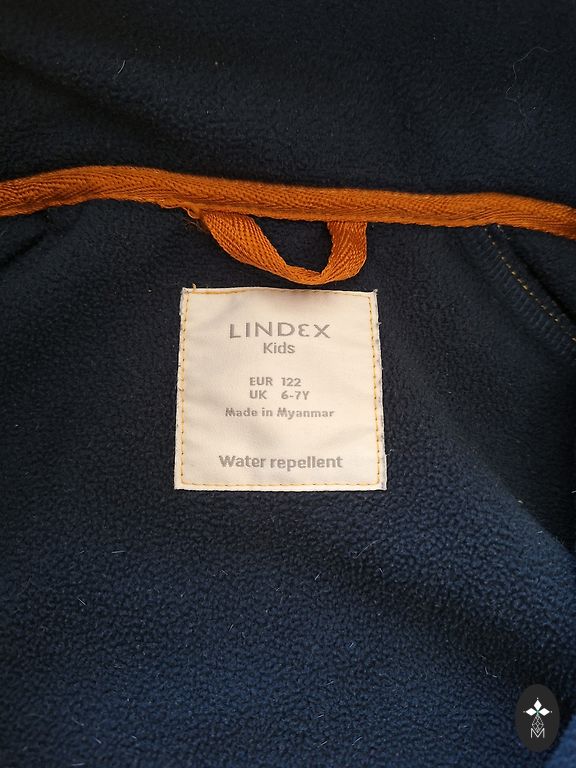 LINDEX
Kids
EUR 122
UK 6-7Y
Made in Myanmar
Water repellent
M